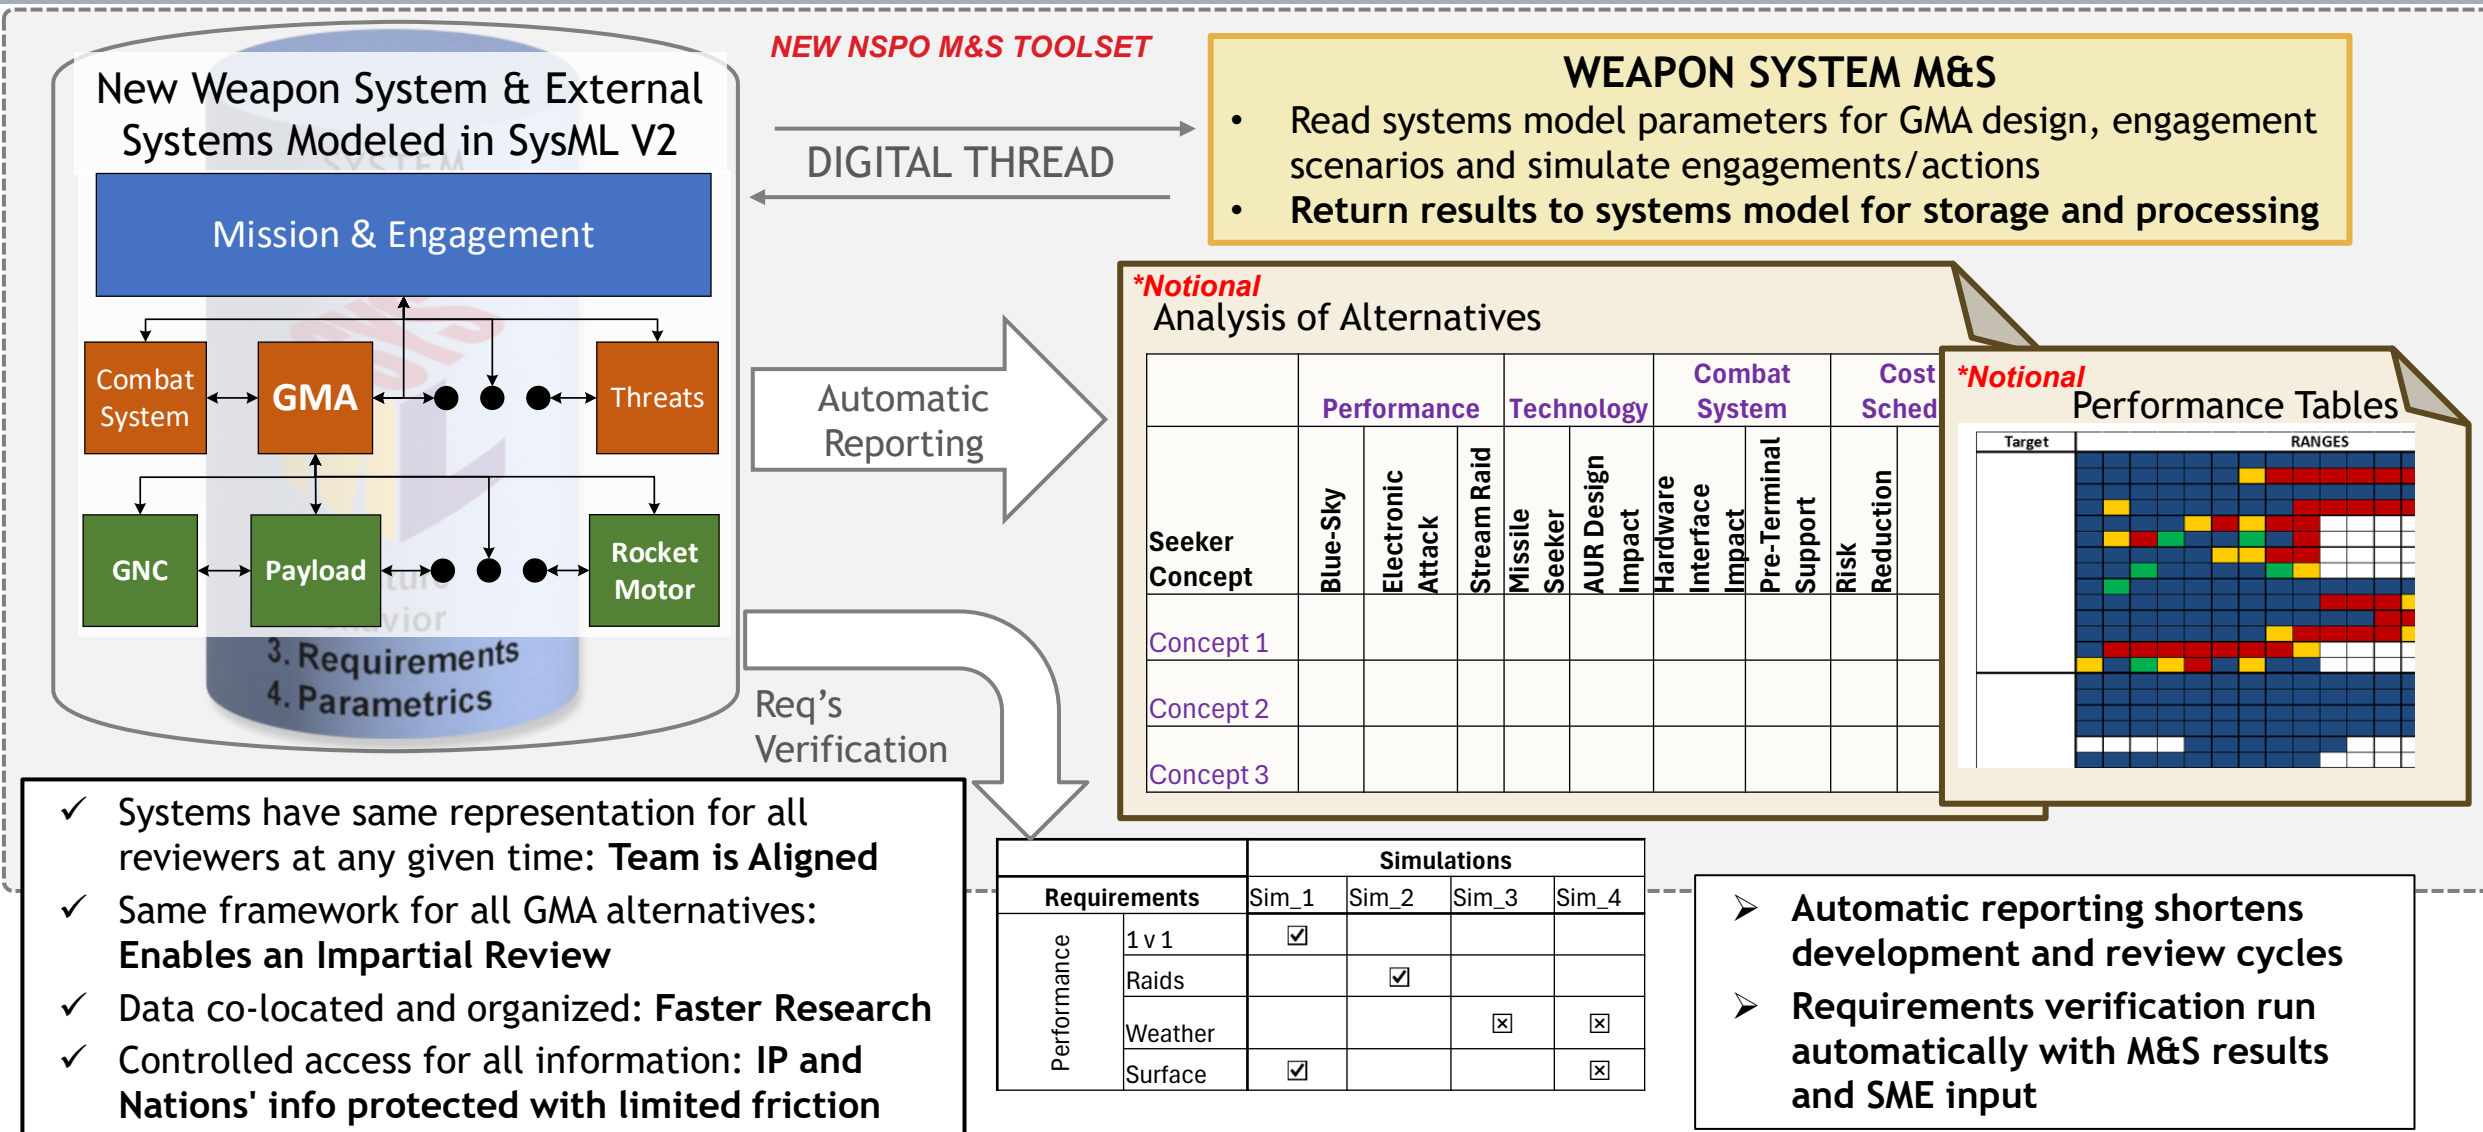 NEW NSPO M&S TOOLSET
New Weapon System & External
Systems Modeled in SysML V2
SYSTEM
Mission & Engagement
Combat
System
GMA
Threats
GNC
Payload
Rocket
Motor
3. Requirements
4. Parametrics
DIGITAL THREAD
WEAPON SYSTEM M&S
• Read systems model parameters for GMA design, engagement
scenarios and simulate engagements/actions
• Return results to systems model for storage and processing
Automatic
Reporting
Req's
Verification
*Notional
Analysis of Alternatives
Performance
Technology
Combat
System
Cost
Sched
Seeker
Concept
Blue-Sky
Electronic
Attack
Stream Raid
Missile
Seeker
AUR Design
Impact
Hardware
Interface
Impact
Pre-Terminal
Support
Risk
Reduction
Concept 1
Concept 2
Concept 3
*Notional
Performance Tables
Target
RANGES
✓ Systems have same representation for all
reviewers at any given time: Team is Aligned
✓ Same framework for all GMA alternatives:
Enables an Impartial Review
✓ Data co-located and organized: Faster Research
✓ Controlled access for all information: IP and
Nations' info protected with limited friction
Simulations
Requirements Sim_1 Sim_2 Sim_3 Sim_4
Performance
1 v 1 ☑
Raids ☑
Weather ☒ ☒
Surface ☑ ☒
➢ Automatic reporting shortens
development and review cycles
➢ Requirements verification run
automatically with M&S results
and SME input